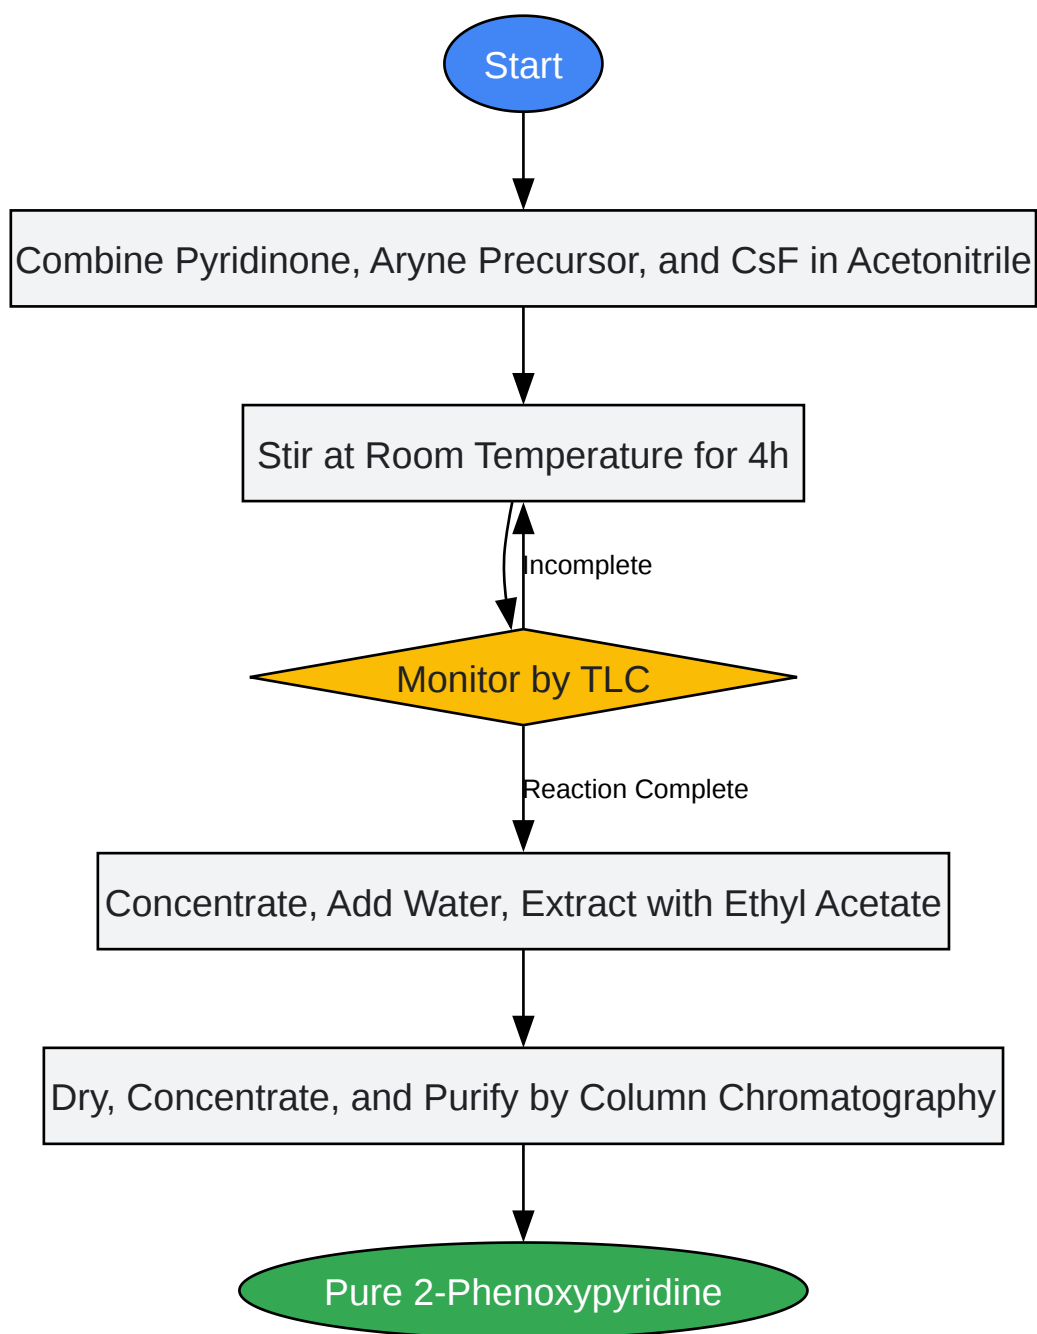 Start
Combine Pyridinone, Aryne Precursor, and CsF in Acetonitrile
Stir at Room Temperature for 4h
Incomplete
Monitor by TLC
Reaction Complete
Concentrate, Add Water, Extract with Ethyl Acetate
Dry, Concentrate, and Purify by Column Chromatography
Pure 2-Phenoxypyridine